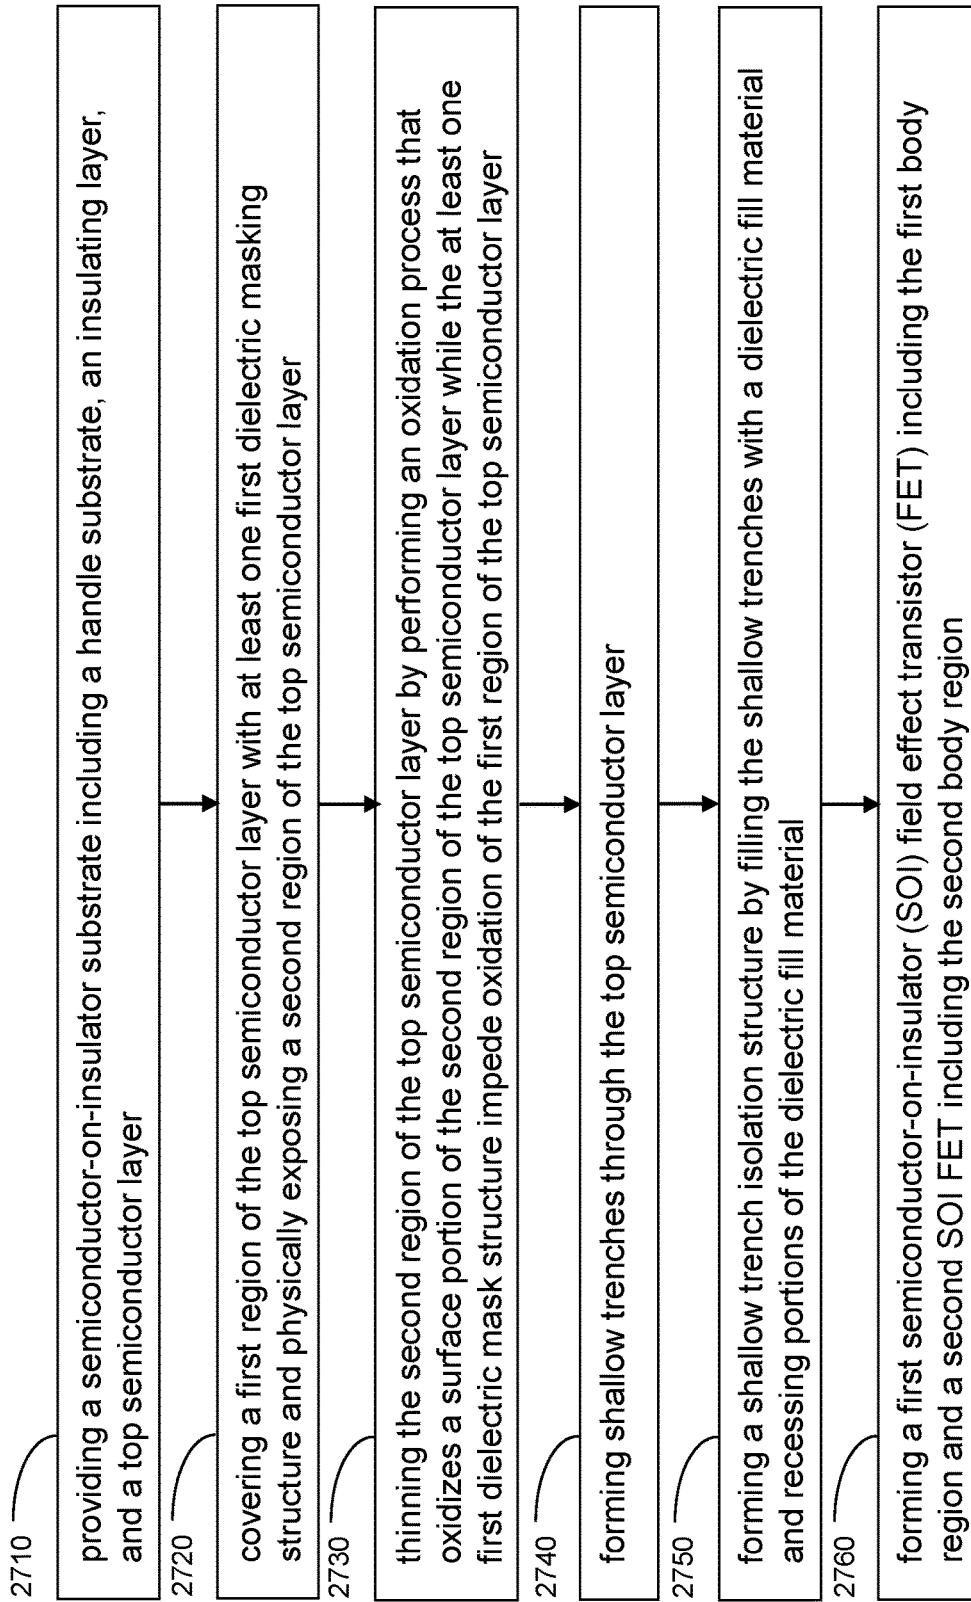 2710
providing a semiconductor-on-insulator substrate including a handle substrate, an insulating layer,
and a top semiconductor layer
2720
covering a first region of the top semiconductor layer with at least one first dielectric masking
structure and physically exposing a second region of the top semiconductor layer
2730
thinning the second region of the top semiconductor layer by performing an oxidation process that
oxidizes a surface portion of the second region of the top semiconductor layer while the at least one
first dielectric mask structure impede oxidation of the first region of the top semiconductor layer
2740
forming shallow trenches through the top semiconductor layer
2750
forming a shallow trench isolation structure by filling the shallow trenches with a dielectric fill material
and recessing portions of the dielectric fill material
2760
forming a first semiconductor-on-insulator (SOI) field effect transistor (FET) including the first body
region and a second SOI FET including the second body region